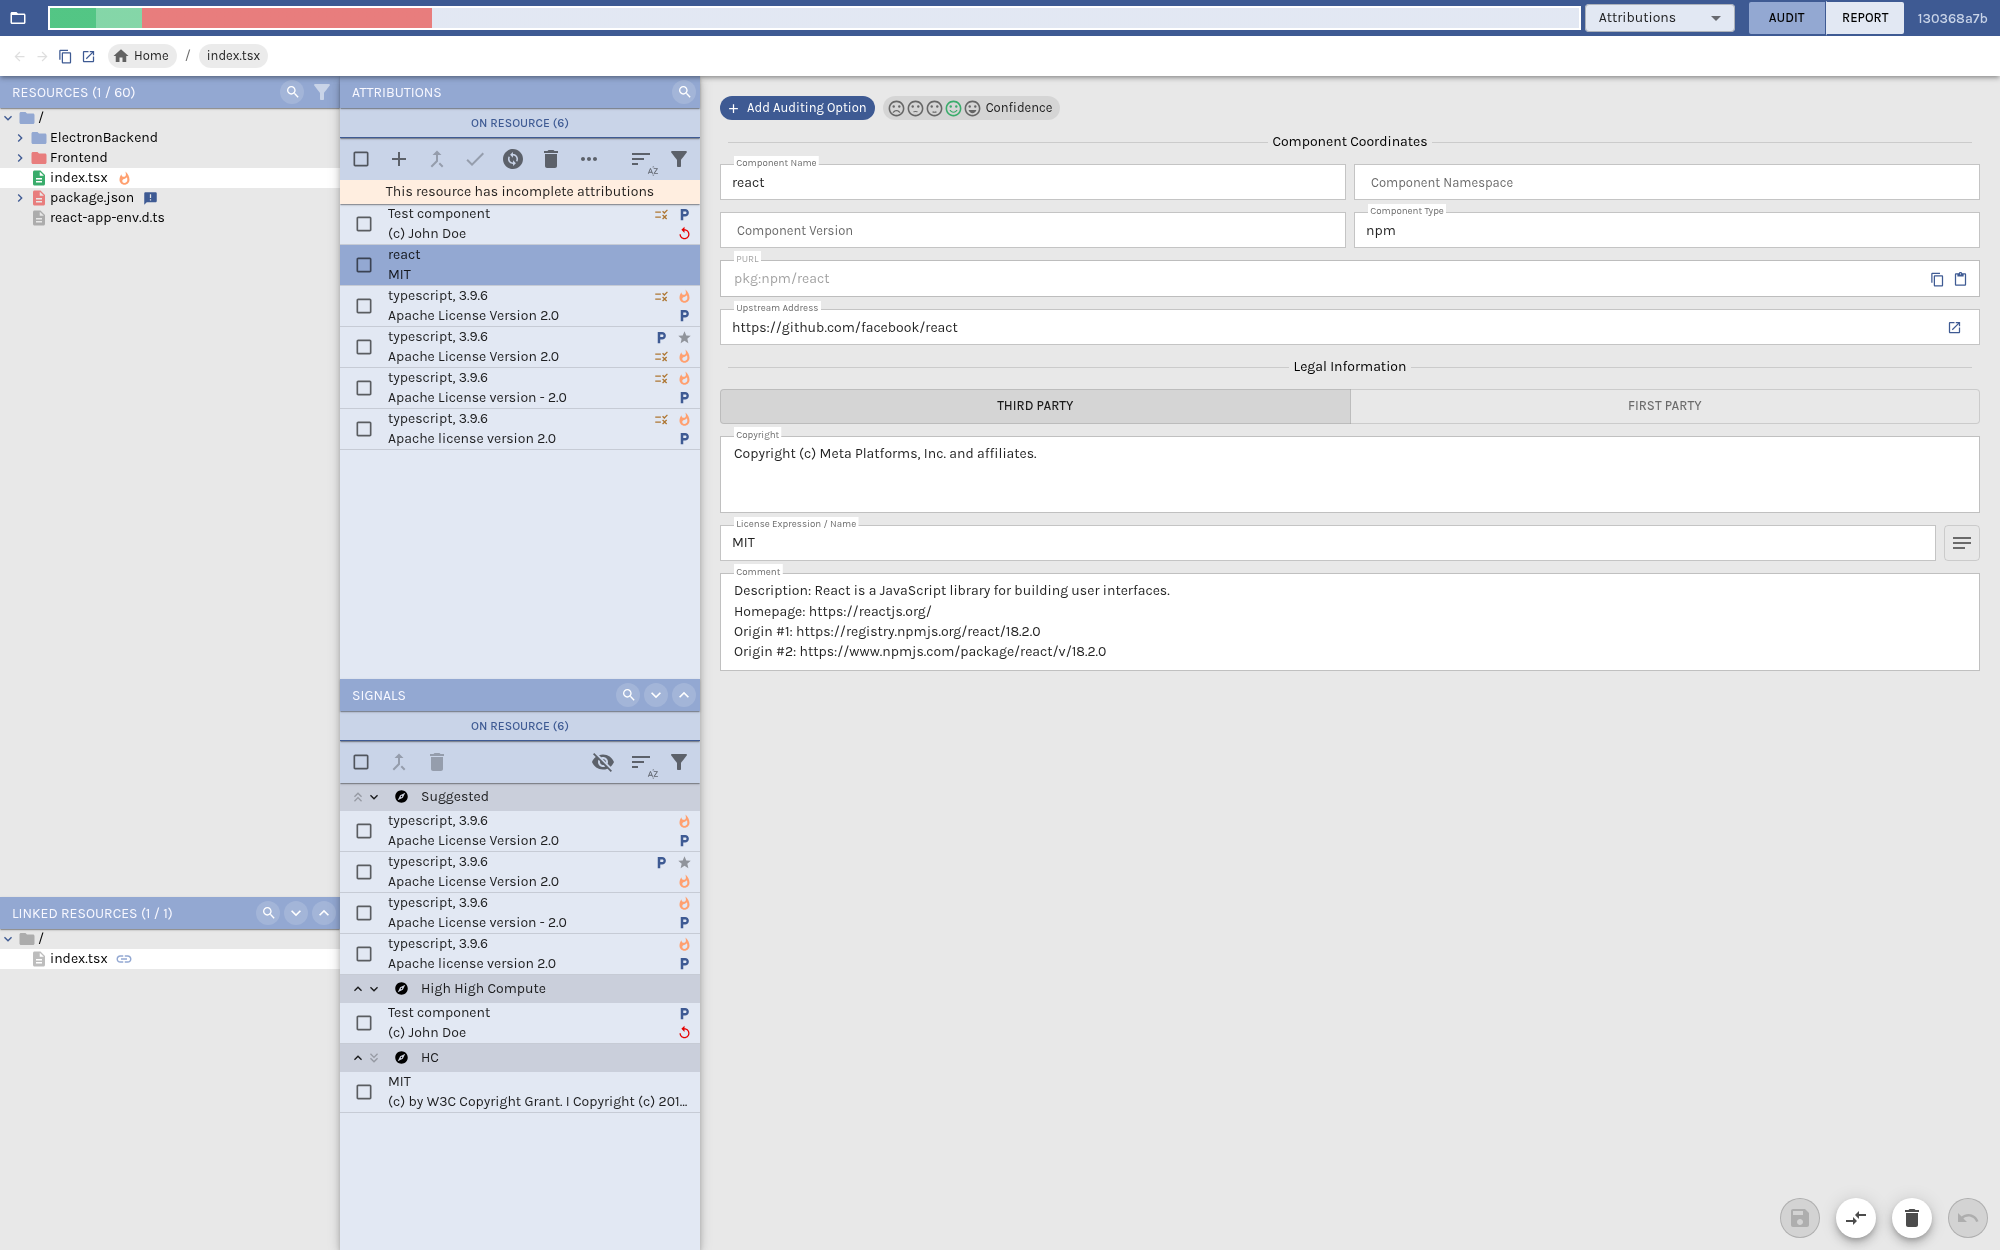 Attributions
AUDIT
REPORT
130368a7b
Home
/
index.tsx
RESOURCES (1 / 60)
/
ElectronBackend
Frontend
index.tsx
package.json
react-app-env.d.ts
LINKED RESOURCES (1 / 1)
/
index.tsx
ATTRIBUTIONS
ON RESOURCE (6)
AZ
This resource has incomplete attributions
Test component
P
(c) John Doe
react
MIT
typescript, 3.9.6
Apache License Version 2.0
P
typescript, 3.9.6
P
Apache License Version 2.0
typescript, 3.9.6
Apache License version - 2.0
P
typescript, 3.9.6
Apache license version 2.0
P
SIGNALS
ON RESOURCE (6)
AZ
Suggested
typescript, 3.9.6
Apache License Version 2.0
P
typescript, 3.9.6
P
Apache License Version 2.0
typescript, 3.9.6
Apache License version - 2.0
P
typescript, 3.9.6
Apache license version 2.0
P
High High Compute
Test component
P
(c) John Doe
HC
MIT
(c) by W3C Copyright Grant. I Copyright (c) 201...
+ Add Auditing Option
Confidence
Component Coordinates
Component Name
react
Component Namespace
Component Version
Component Type
npm
PURL
pkg:npm/react
Upstream Address
https://github.com/facebook/react
Legal Information
THIRD PARTY
FIRST PARTY
Copyright
Copyright (c) Meta Platforms, Inc. and affiliates.
License Expression / Name
MIT
Comment
Description: React is a JavaScript library for building user interfaces.
Homepage: https://reactjs.org/
Origin #1: https://registry.npmjs.org/react/18.2.0
Origin #2: https://www.npmjs.com/package/react/v/18.2.0